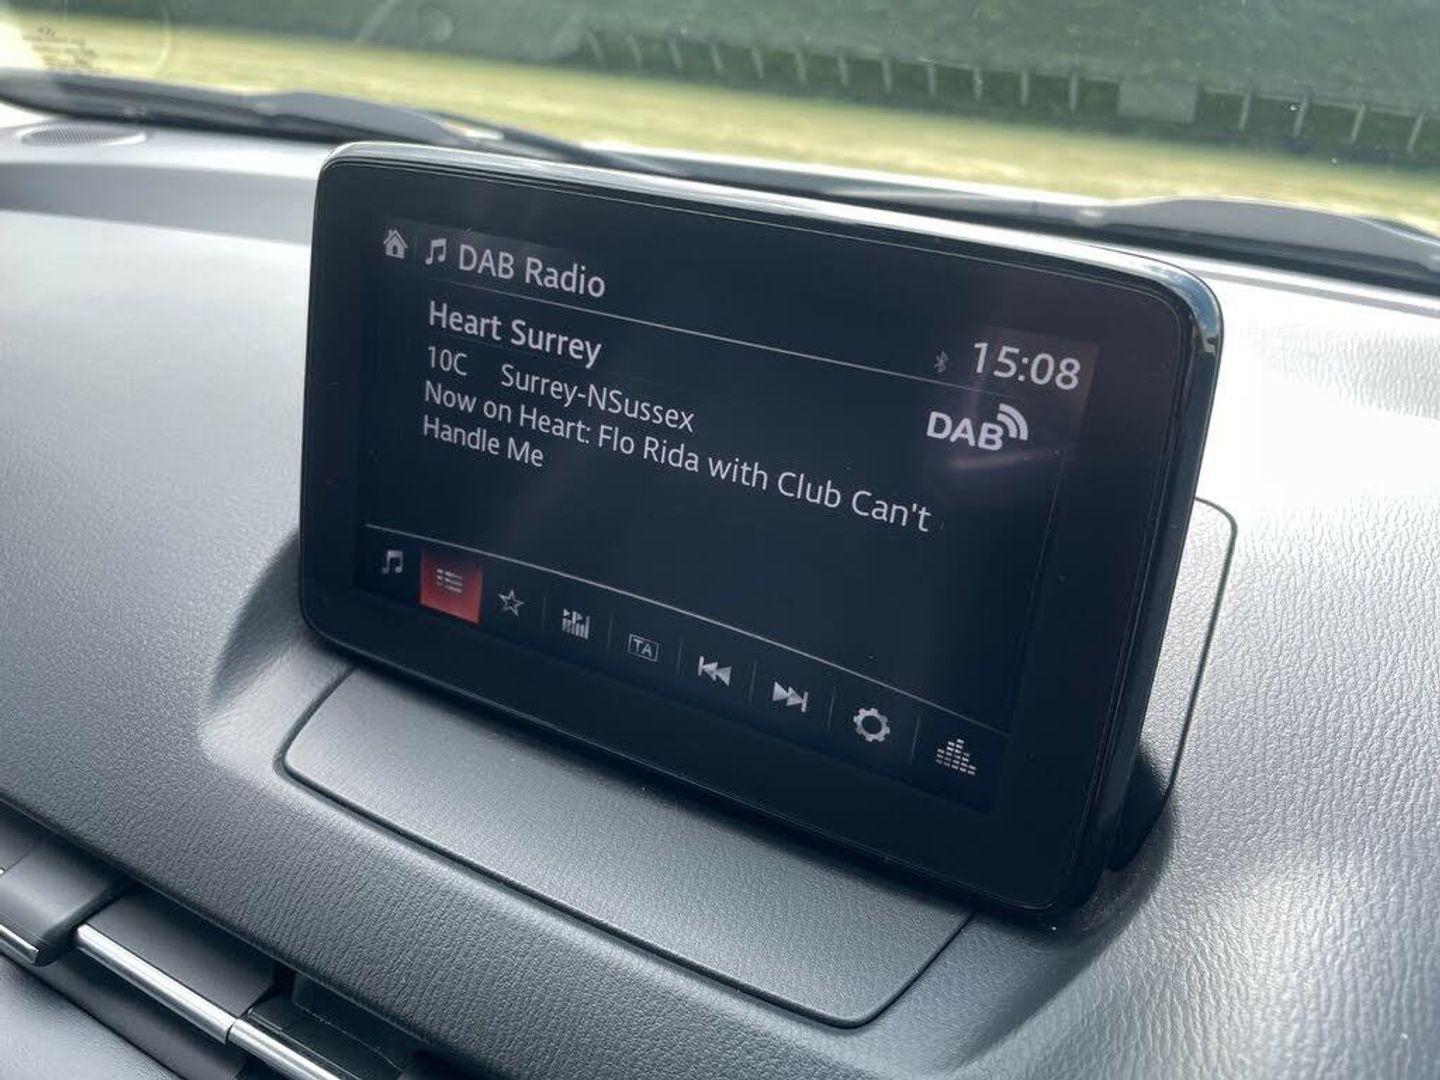 DAB Radio
Heart Surrey
15:08
10C Surrey-NSussex
DAB
Now on Heart: Flo Rida with Club Can't
Handle Me
TA